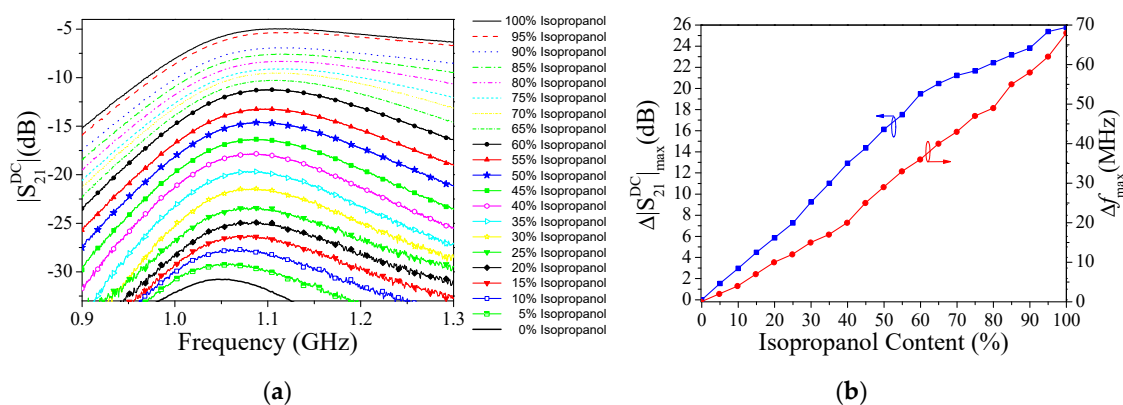 |S21^DC|(dB)
-5
-10
-15
-20
-25
-30
0.9
1.0
1.1
1.2
1.3
Frequency (GHz)
100% Isopropanol
95% Isopropanol
90% Isopropanol
85% Isopropanol
80% Isopropanol
75% Isopropanol
70% Isopropanol
65% Isopropanol
60% Isopropanol
55% Isopropanol
50% Isopropanol
45% Isopropanol
40% Isopropanol
35% Isopropanol
30% Isopropanol
25% Isopropanol
20% Isopropanol
15% Isopropanol
10% Isopropanol
5% Isopropanol
0% Isopropanol
(a)
Δ|S21^DC|max(dB)
26
24
22
20
18
16
14
12
10
8
6
4
2
0
0
10
20
30
40
50
60
70
80
90
100
Isopropanol Content (%)
70
60
50
40
30
20
10
0
Δfmax(MHz)
(b)